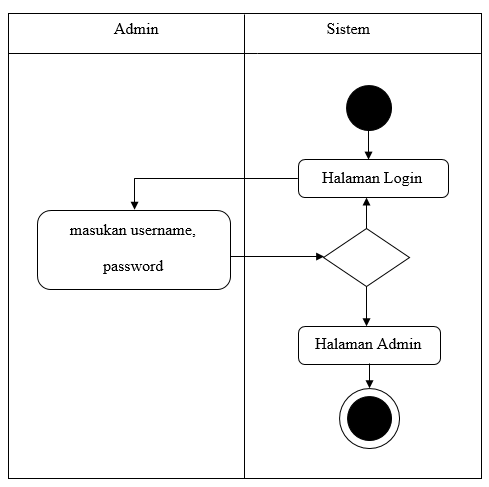 Admin
Sistem
Halaman Login
masukan username,
password
Halaman Admin